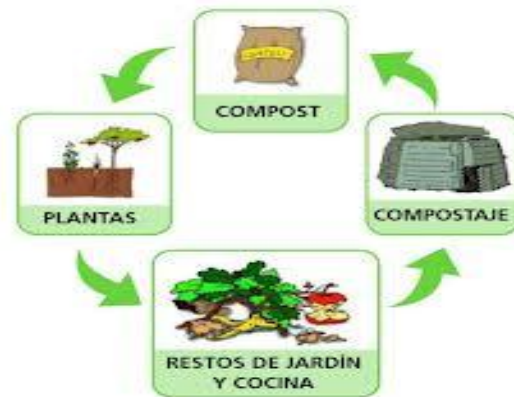 COMPOST
PLANTAS
COMPOSTAJE
RESTOS DE JARDÍN
Y COCINA